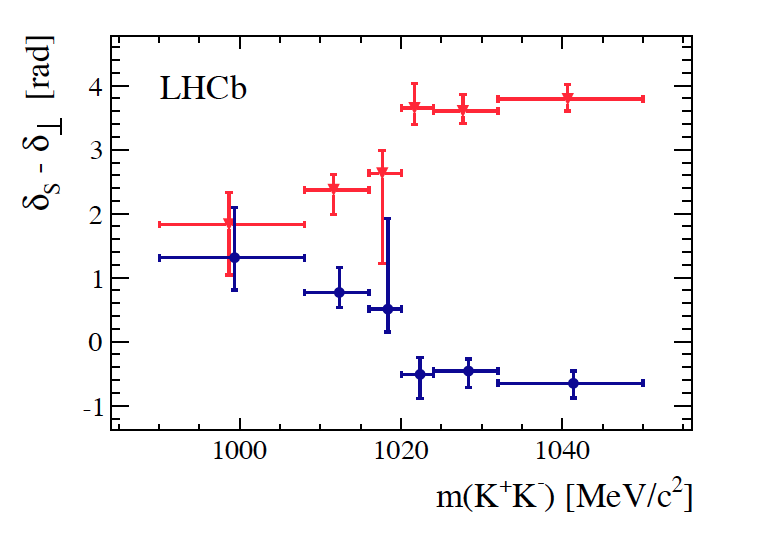 LHCb
δS - δ⊥ [rad]
4
3
2
1
0
-1
1000 1020 1040
m(K+K-) [MeV/c2]